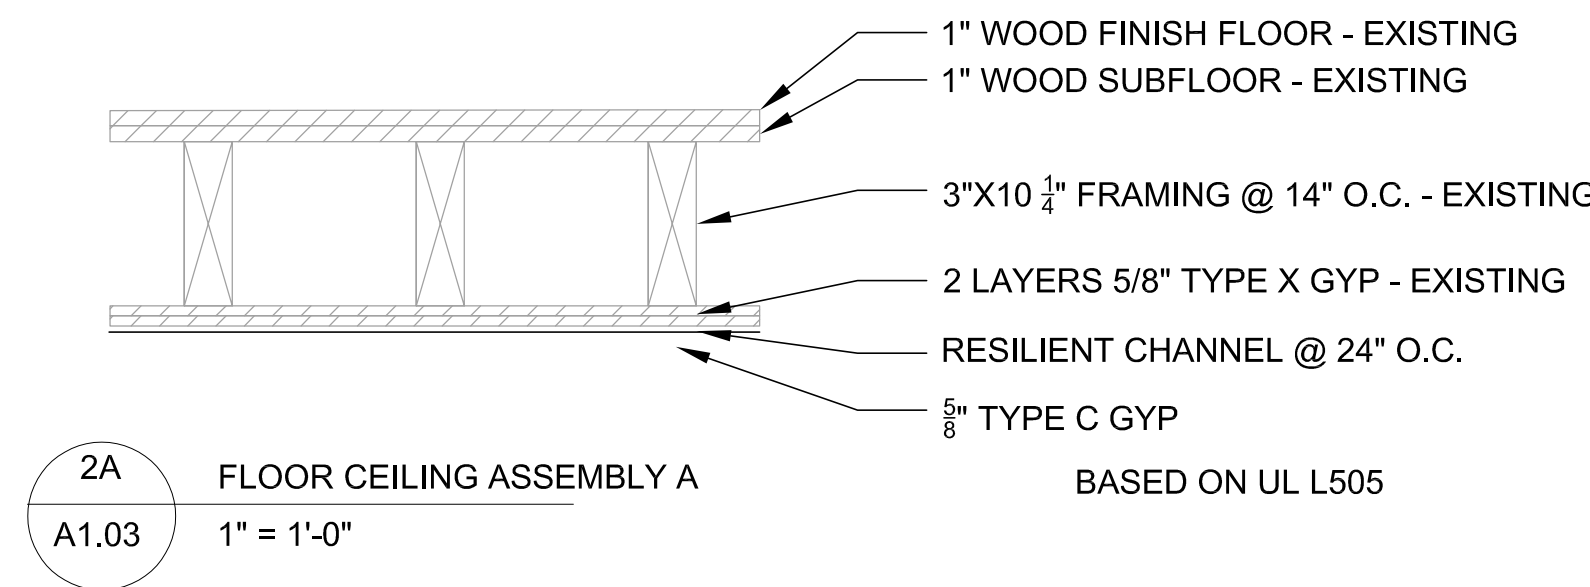 1" WOOD FINISH FLOOR - EXISTING
1" WOOD SUBFLOOR - EXISTING
3"X10 1/4" FRAMING @ 14" O.C. - EXISTING
2 LAYERS 5/8" TYPE X GYP - EXISTING
RESILIENT CHANNEL @ 24" O.C.
5/8" TYPE C GYP
BASED ON UL L505
2A
FLOOR CEILING ASSEMBLY A
A1.03
1" = 1'-0"